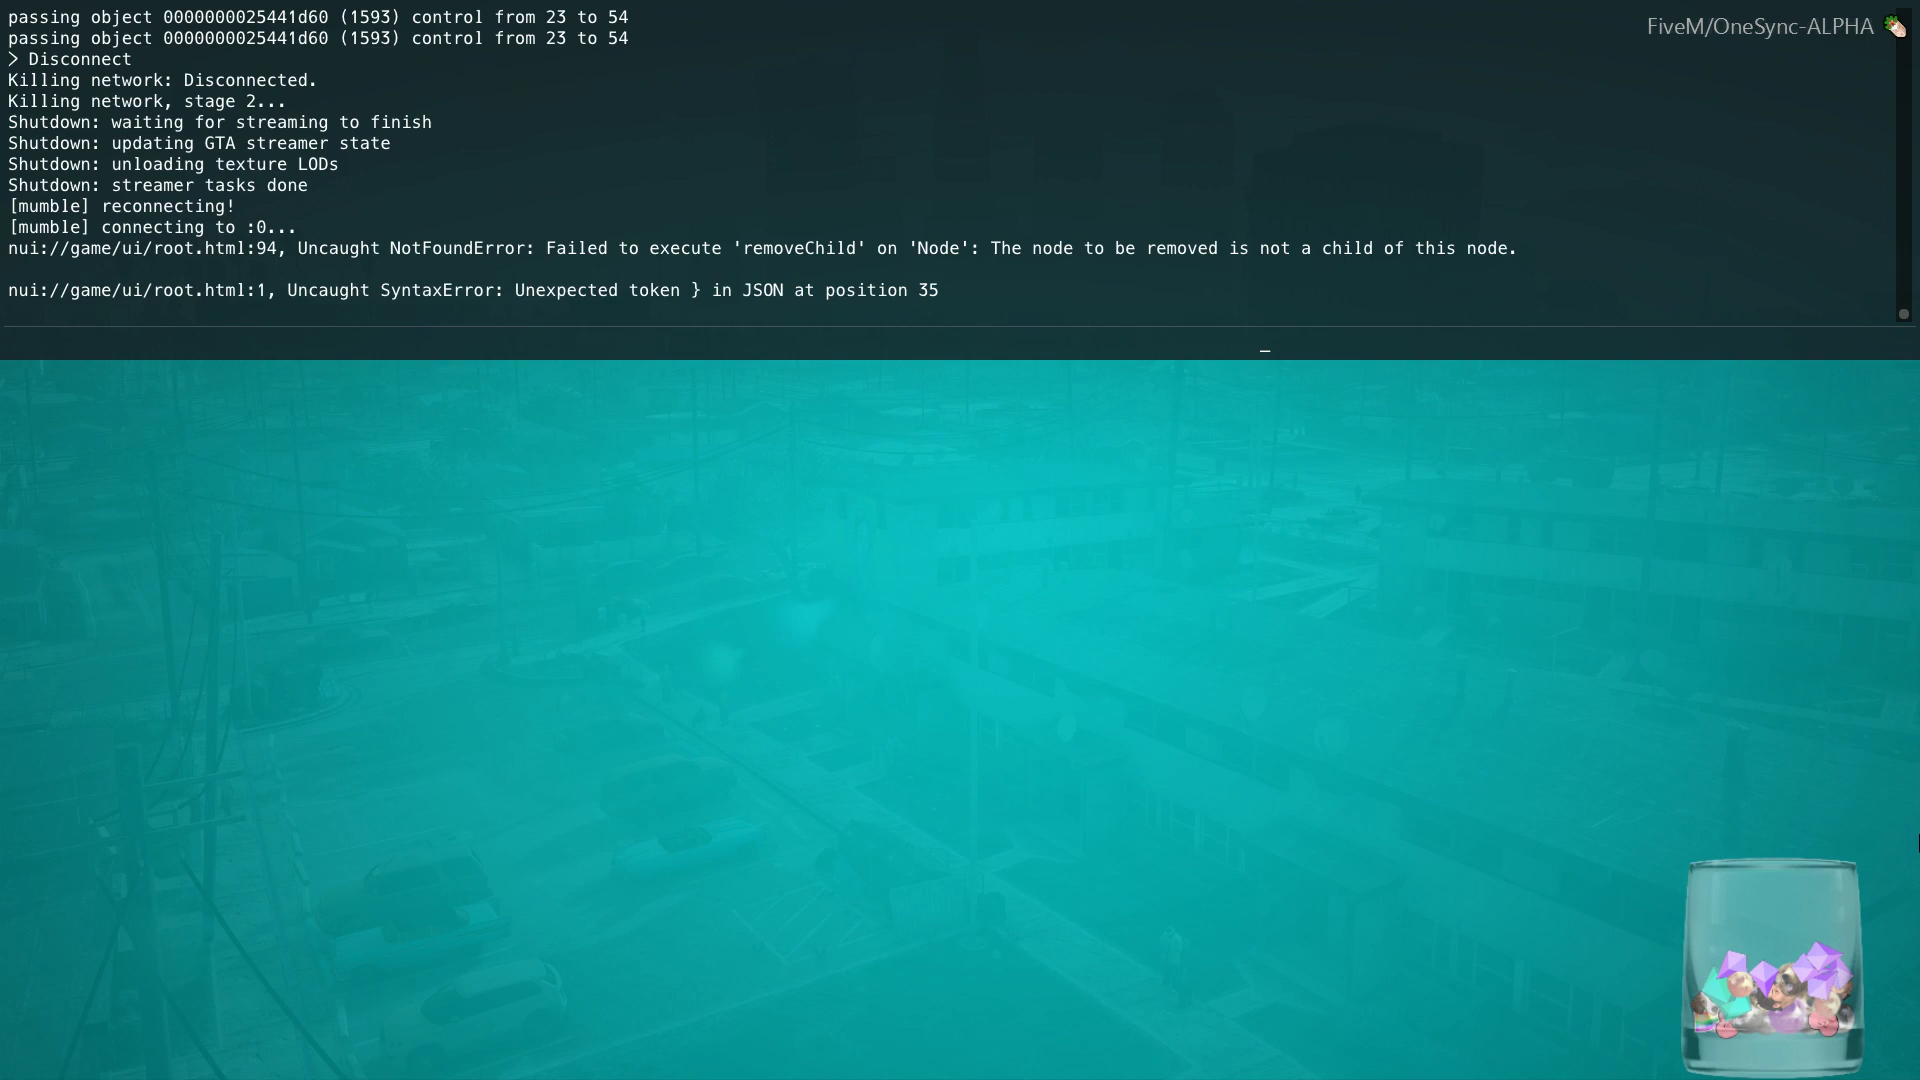 passing object 0000000025441d60 (1593) control from 23 to 54
passing object 0000000025441d60 (1593) control from 23 to 54
FiveM/OneSync-ALPHA
> Disconnect
Killing network: Disconnected.
Killing network, stage 2...
Shutdown: waiting for streaming to finish
Shutdown: updating GTA streamer state
Shutdown: unloading texture LODs
Shutdown: streamer tasks done
[mumble] reconnecting!
[mumble] connecting to :0...
nui://game/ui/root.html:94, Uncaught NotFoundError: Failed to execute 'removeChild' on 'Node': The node to be removed is not a child of this node.
nui://game/ui/root.html:1, Uncaught SyntaxError: Unexpected token } in JSON at position 35
_